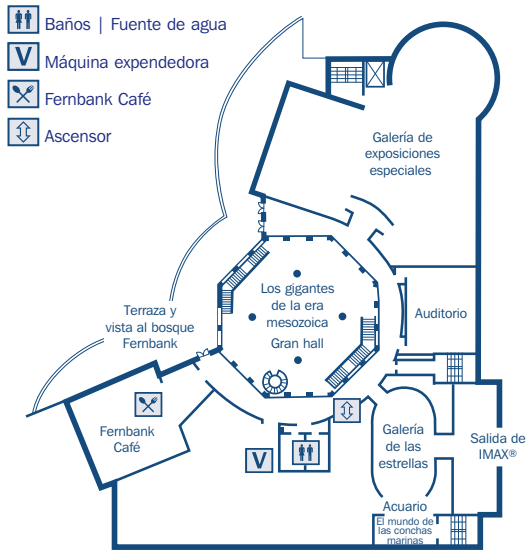 Baños | Fuente de agua
V
Máquina expendedora
Fernbank Café
Ascensor
Galería de
exposiciones
especiales
Los gigantes
de la era
mesozoica
Gran hall
Auditorio
Terraza y
vista al bosque
Fernbank
Fernbank
Café
V
Galería
de las
estrellas
Salida de
IMAX®
Acuario
El mundo de
las conchas
marinas